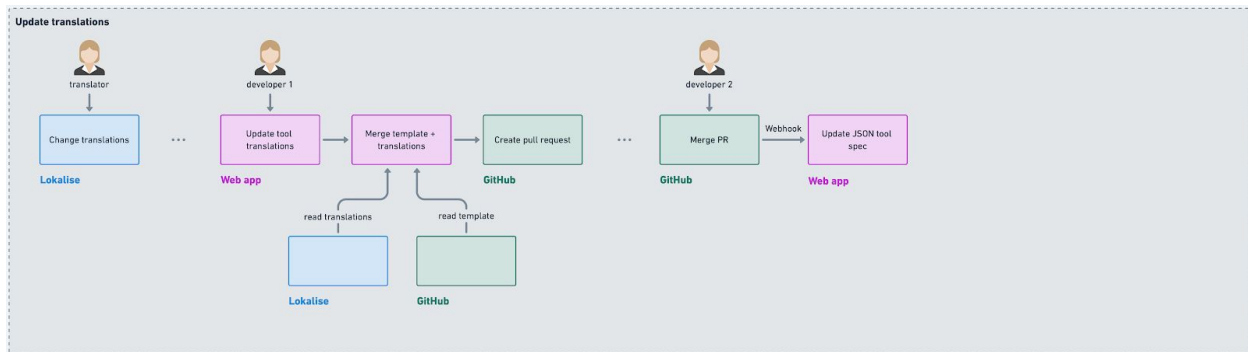 Update translations
translator
developer 1
developer 2
Change translations
...
Update tool
translations
Merge template +
translations
Create pull request
...
Merge PR
Webhook
Update JSON tool
spec
Lokalise
Web app
GitHub
GitHub
Web app
read translations
read template
Lokalise
GitHub